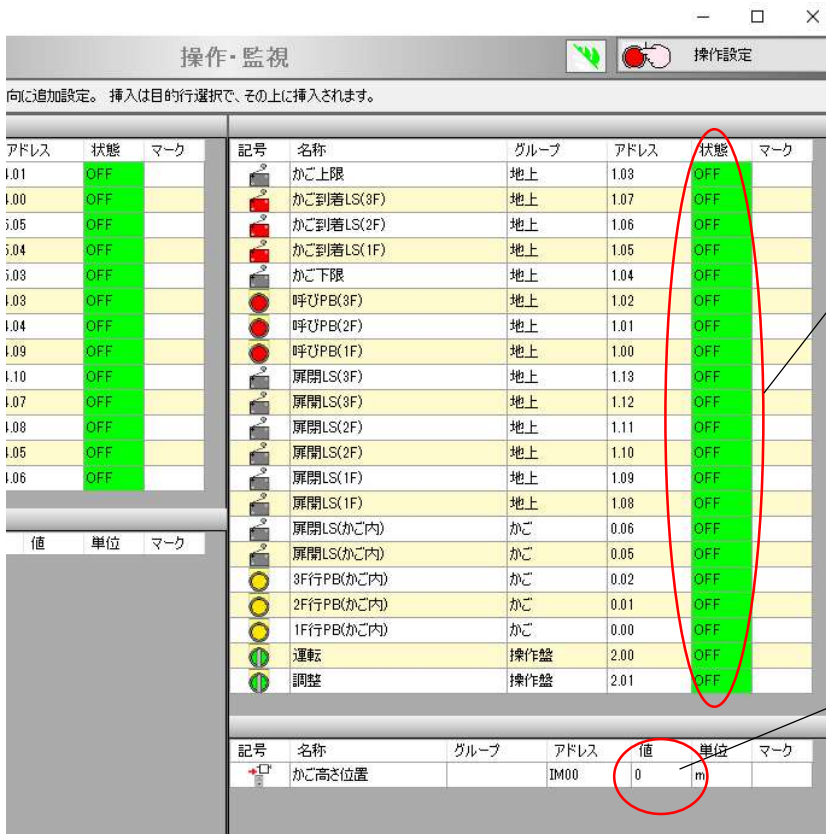 操作・監視
操作設定
向に追加設定。 挿入は目的行選択で、その上に挿入されます。
アドレス 状態 マーク
.01 OFF
.00 OFF
.05 OFF
.04 OFF
.03 OFF
.03 OFF
.04 OFF
.09 OFF
.10 OFF
.07 OFF
.08 OFF
.05 OFF
.06 OFF
値 単位 マーク
記号 名称 グループ アドレス 状態 マーク
かご上限 地上 1.03 OFF
かご到着LS(3F) 地上 1.07 OFF
かご到着LS(2F) 地上 1.06 OFF
かご到着LS(1F) 地上 1.05 OFF
かご下限 地上 1.04 OFF
呼びPB(3F) 地上 1.02 OFF
呼びPB(2F) 地上 1.01 OFF
呼びPB(1F) 地上 1.00 OFF
扉閉LS(3F) 地上 1.13 OFF
扉開LS(3F) 地上 1.12 OFF
扉閉LS(2F) 地上 1.11 OFF
扉開LS(2F) 地上 1.10 OFF
扉閉LS(1F) 地上 1.09 OFF
扉開LS(1F) 地上 1.08 OFF
扉閉LS(かご内) かご 0.06 OFF
扉開LS(かご内) かご 0.05 OFF
3F行PB(かご内) かご 0.02 OFF
2F行PB(かご内) かご 0.01 OFF
1F行PB(かご内) かご 0.00 OFF
運転 操作盤 2.00 OFF
調整 操作盤 2.01 OFF
記号 名称 グループ アドレス 値 単位 マーク
かご高さ位置 IM00 0 m